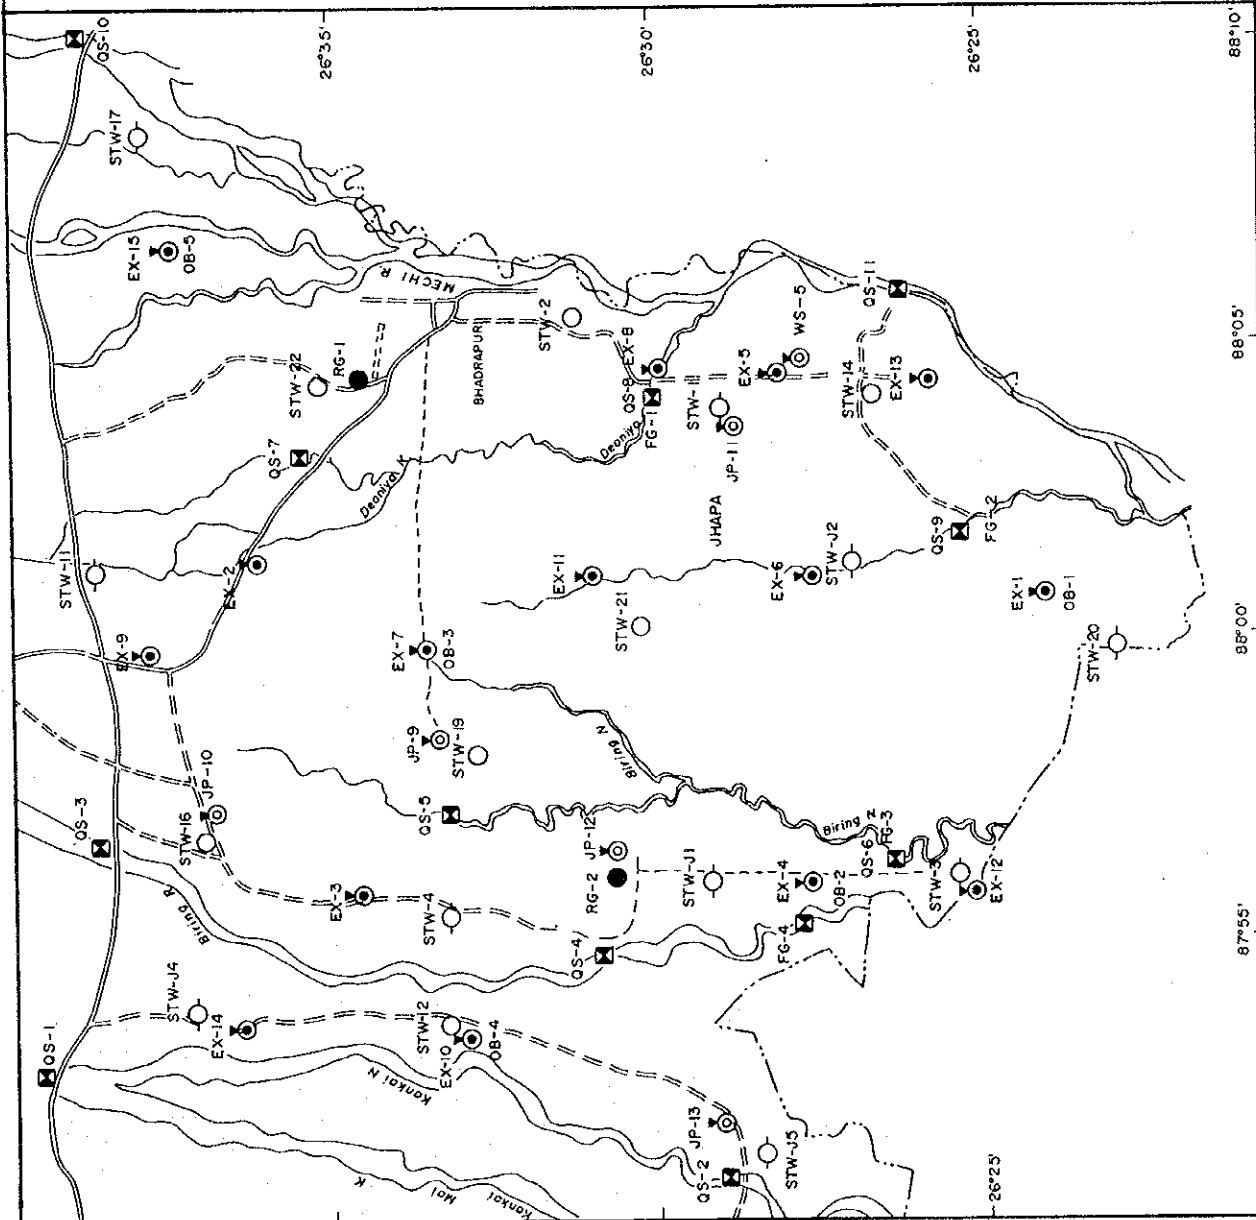 QS-10
26°35'
26°30'
26°25'
88°10'
STW-17
EX-15
OB-5
MECHI R
QS-11
88°05'
STW-22
RG-1
BHADRAPUR
STW-2
EX-8
QS-8
FG-1
WS-5
EX-5
STW-1
JP-11
STW-14
EX-13
QS-7
Deoniya K
Deoniya
JHAPA
QS-9
FG-2
STW-11
EX-2
EX-11
EX-6
STW-J2
STW-21
EX-1
OB-1
88°00'
EX-9
EX-7
OB-3
STW-20
JP-9
STW-19
Biring N
JP-10
STW-16
QS-3
QS-5
JP-12
RG-2
STW-J1
Biring N
FG-3
QS-6
EX-4
OB-2
STW-3
EX-12
Biring R
EX-3
STW-4
QS-4
FG-4
87°55'
STW-J4
EX-14
STW-12
EX-10
OB-4
QS-1
Kankai N
JP-13
STW-J5
QS-2
Mai
K
Kankai
26°25'